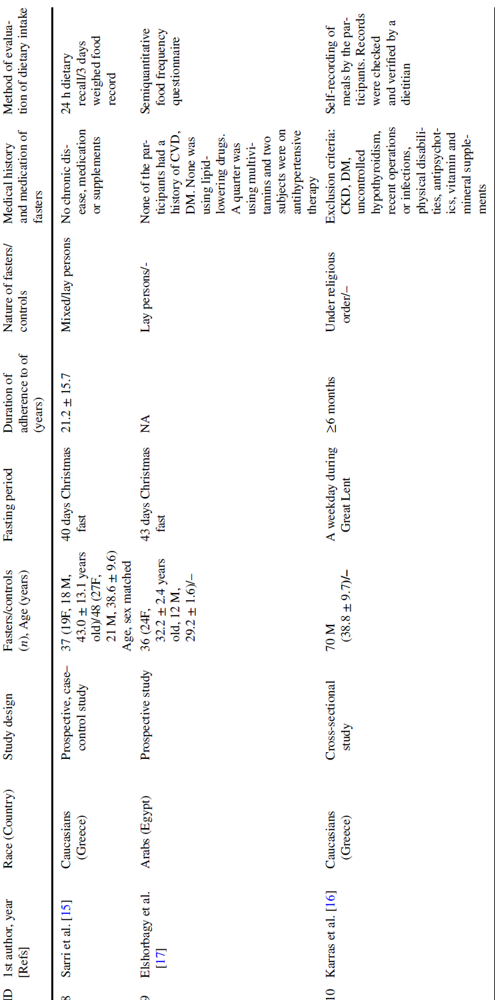 ID
1st author, year
[Refs]
Race (Country)
Study design
Fasters/controls
(n), Age (years)
Fasting period
Duration of
adherence to of
(years)
Nature of fasters/
controls
Medical history
and medication of
fasters
Method of evalua-
tion of dietary intake
8
Sarri et al. [15]
Caucasians
(Greece)
Prospective, case–
control study
37 (19F, 18 M,
43.0 ± 13.1 years
old)/48 (27F,
21 M, 38.6 ± 9.6)
Age, sex matched
40 days Christmas
fast
21.2 ± 15.7
Mixed/lay persons
No chronic dis-
ease, medication
or supplements
24 h dietary
recall/3 days
weighed food
record
9
Elshorbagy et al.
[17]
Arabs (Egypt)
Prospective study
36 (24F,
32.2 ± 2.4 years
old, 12 M,
29.2 ± 1.6)/–
43 days Christmas
fast
NA
Lay persons/-
None of the par-
ticipants had a
history of CVD,
DM. None was
using lipid-
lowering drugs.
A quarter was
using multivi-
tamins and two
subjects were on
antihypertensive
therapy
Semiquantitative
food frequency
questionnaire
10
Karras et al. [16]
Caucasians
(Greece)
Cross-sectional
study
70 M
(38.8 ± 9.7)/–
A weekday during
Great Lent
≥6 months
Under religious
order/–
Exclusion criteria:
CKD, DM,
uncontrolled
hypothyroidism,
recent operations
or infections,
physical disabili-
ties, antipsychot-
ics, vitamin and
mineral supple-
ments
Self-recording of
meals by the par-
ticipants. Records
were checked
and verified by a
dietitian